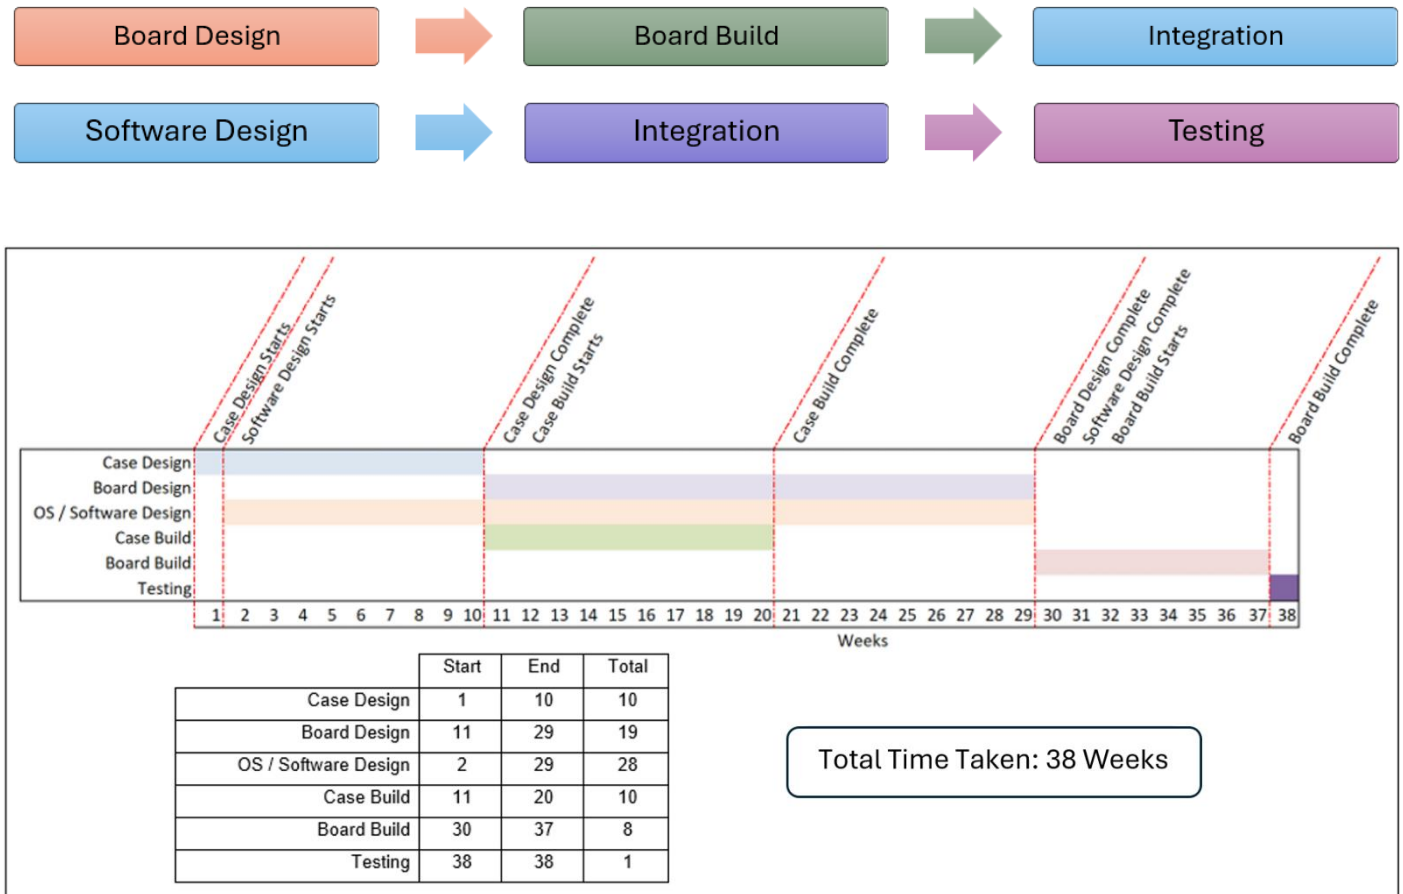 Board Design
Board Build
Integration
Software Design
Integration
Testing
Case Design Starts
Software Design Starts
Case Design Complete
Case Build Starts
Case Build Complete
Board Design Complete
Software Design Complete
Board Build Starts
Board Build Complete
Case Design
Board Design
OS / Software Design
Case Build
Board Build
Testing
1 2 3 4 5 6 7 8 9 10 11 12 13 14 15 16 17 18 19 20 21 22 23 24 25 26 27 28 29 30 31 32 33 34 35 36 37 38
Weeks
Start End Total
Case Design 1 10 10
Board Design 11 29 19
OS / Software Design 2 29 28
Case Build 11 20 10
Board Build 30 37 8
Testing 38 38 1
Total Time Taken: 38 Weeks